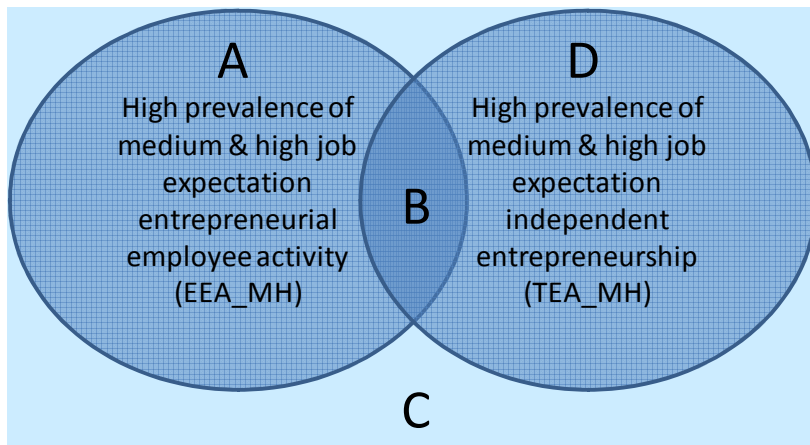 A
High prevalence of
medium & high job
expectation
entrepreneurial
employee activity
(EEA_MH)
B
D
High prevalence of
medium & high job
expectation
independent
entrepreneurship
(TEA_MH)
C